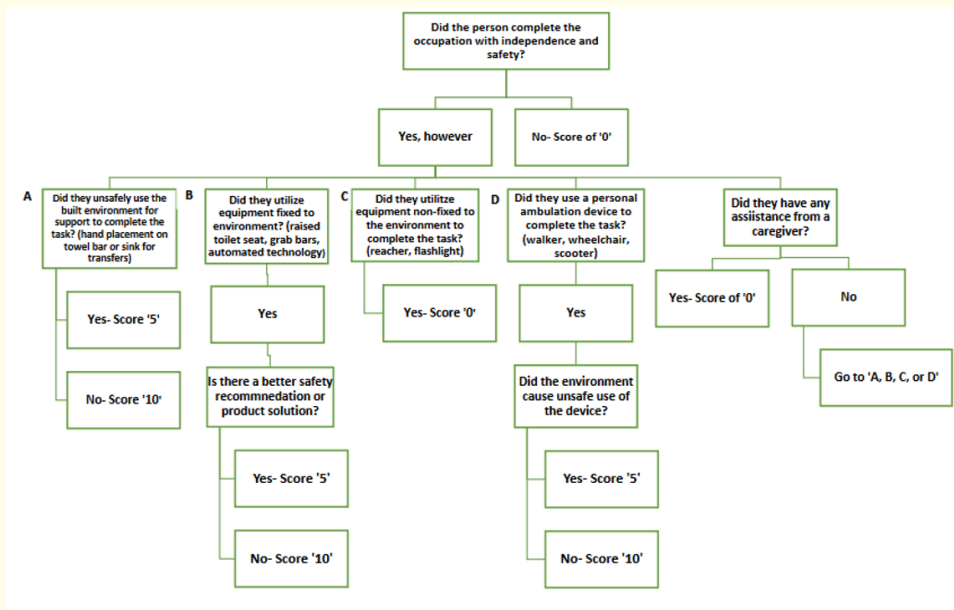 Did the person complete the
occupation with independence and
safety?
Yes, however
No- Score of '0'
A
Did they unsafely use the
built environment for
support to complete the
task? (hand placement on
towel bar or sink for
transfers)
B
Did they utilize
equipment fixed to
environment? (raised
toilet seat, grab bars,
automated technology)
C
Did they utilitze
equipment non-fixed to
the environment to
complete the task?
(reacher, flashlight)
D
Did they use a personal
ambulation device to
complete the task?
(walker, wheelchair,
scooter)
Did they have any
assiistance from a
caregiver?
Yes- Score '5'
No- Score '10'
Yes
Is there a better safety
recommnedation or
product solution?
Yes- Score '5'
No- Score '10'
Yes- Score '0'
Yes
Did the environment
cause unsafe use of
the device?
Yes- Score '5'
No- Score '10'
Yes- Score of '0'
No
Go to 'A, B, C, or D'